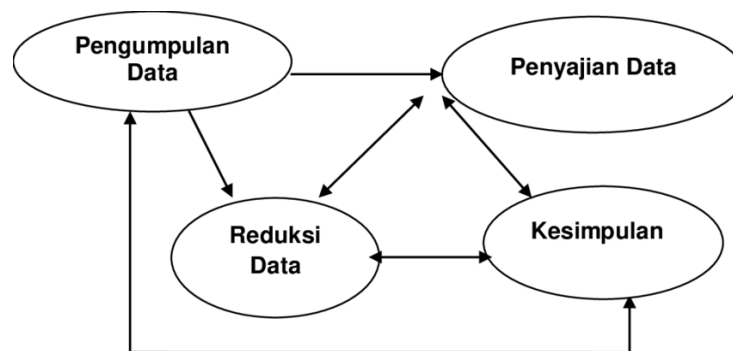 Pengumpulan
Data
Penyajian Data
Reduksi
Data
Kesimpulan